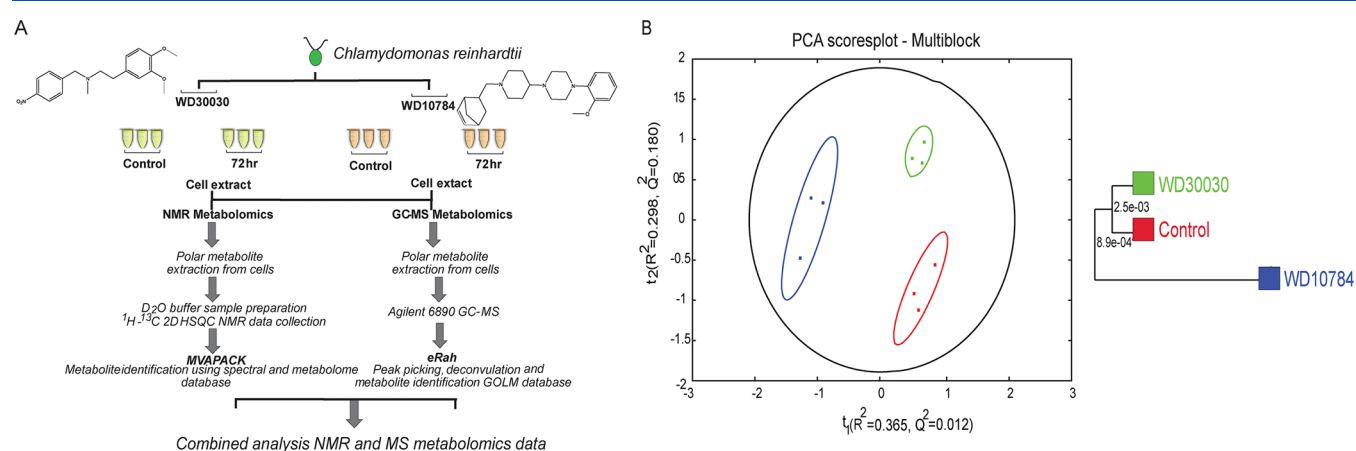 A
Chlamydomonas reinhardtii
O
O
N
NO₂
WD30030
WD10784
N
N
N
O
Control
72hr
Control
72hr
Cell extract
Cell extact
NMR Metabolomics
GC-MS Metabolomics
Polar metabolite
extraction from cells
Polar metabolite
extraction from cells
D2O buffer sample preparation
1H-13C 2D HSQC NMR data collection
Agilent 6890 GC-MS
MVAPACK
Metabolite identification using spectral and metabolome
database
eRah
Peak picking, deconvulation and
metabolite identification GOLM database
Combined analysis NMR and MS metabolomics data
B
PCA scoresplot - Multiblock
t2(R2=0.298, Q2=0.180)
2
15
1
05
0
-0.5
-1
-1.5
-2
-3
-2
-1
0
1
2
3
t1(R2=0.365, Q2=0.012)
WD30030
2.5e-03
Control
8.9e-04
WD10784